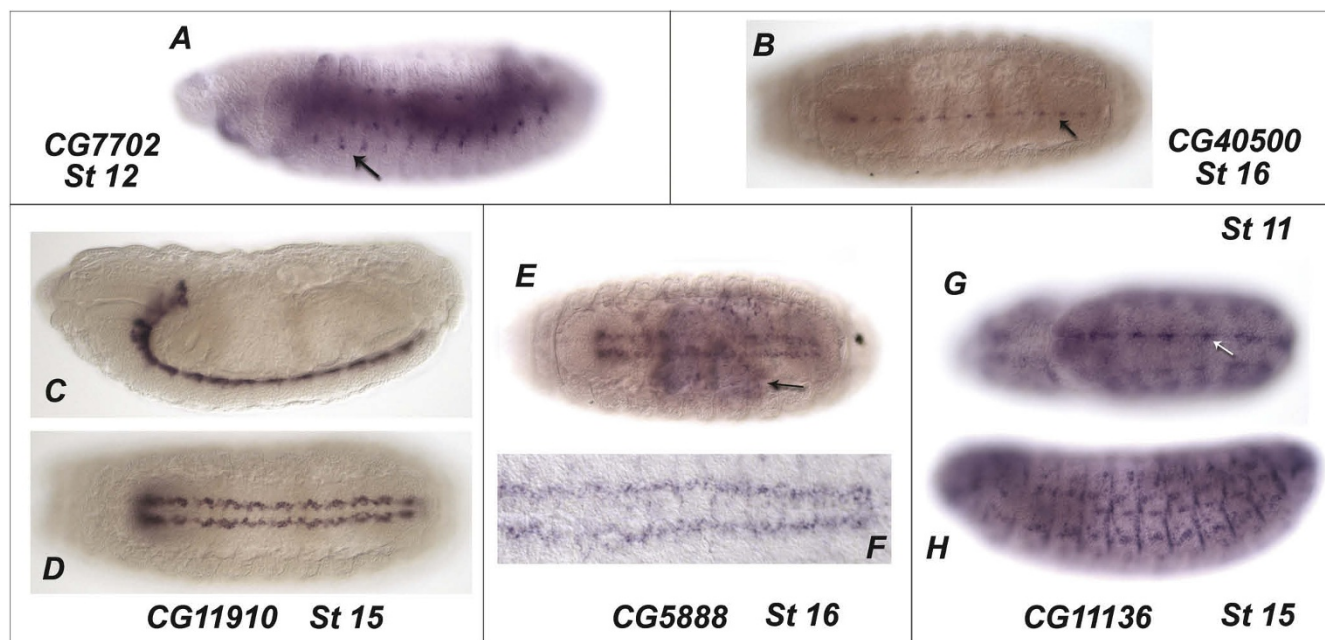 A
CG7702
St 12
B
CG40500
St 16
C
D
CG11910 St 15
E
F
CG5888 St 16
St 11
G
H
CG11136 St 15